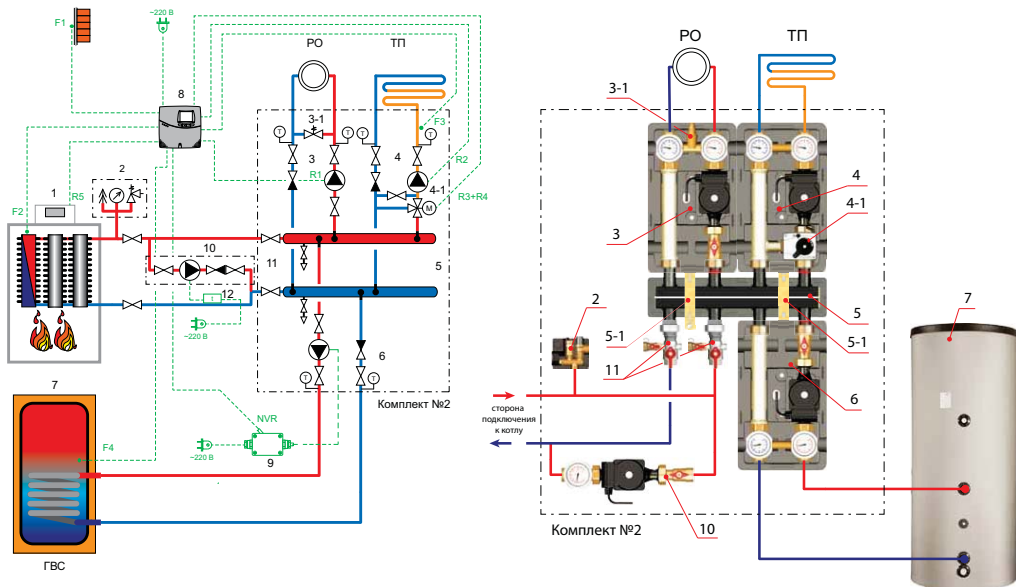 F1
~220 В
8
РО
ТП
3-1
Т
Т
Т
Т
F3
3
4
R1
R2
4-1
М
R3+R4
2
1
R5
F2
10
11
5
12
~220 В
6
Т
Т
Комплект №2
7
NVR
~220 В
9
F4
ГВС
РО
ТП
3-1
4
4-1
3
2
5
5-1
5-1
11
6
7
сторона
подключения
к котлу
10
Комплект №2